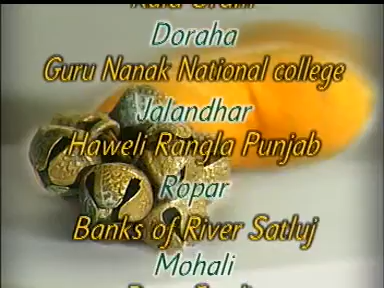 Doraha
Guru Nanak National college
Jalandhar
Haweli Rangla Punjab
Ropar
Banks of River Satluj
Mohali